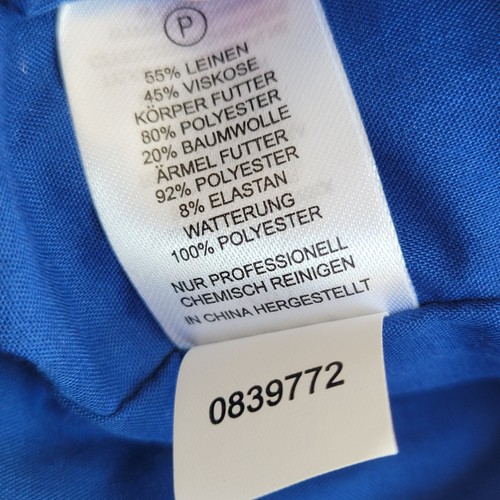 P
55% LEINEN
45% VISKOSE
KÖRPER FUTTER
80% POLYESTER
20% BAUMWOLLE
ÄRMEL FUTTER
92% POLYESTER
8% ELASTAN
WATTERUNG
100% POLYESTER
NUR PROFESSIONELL
CHEMISCH REINIGEN
IN CHINA HERGESTELLT
0839772